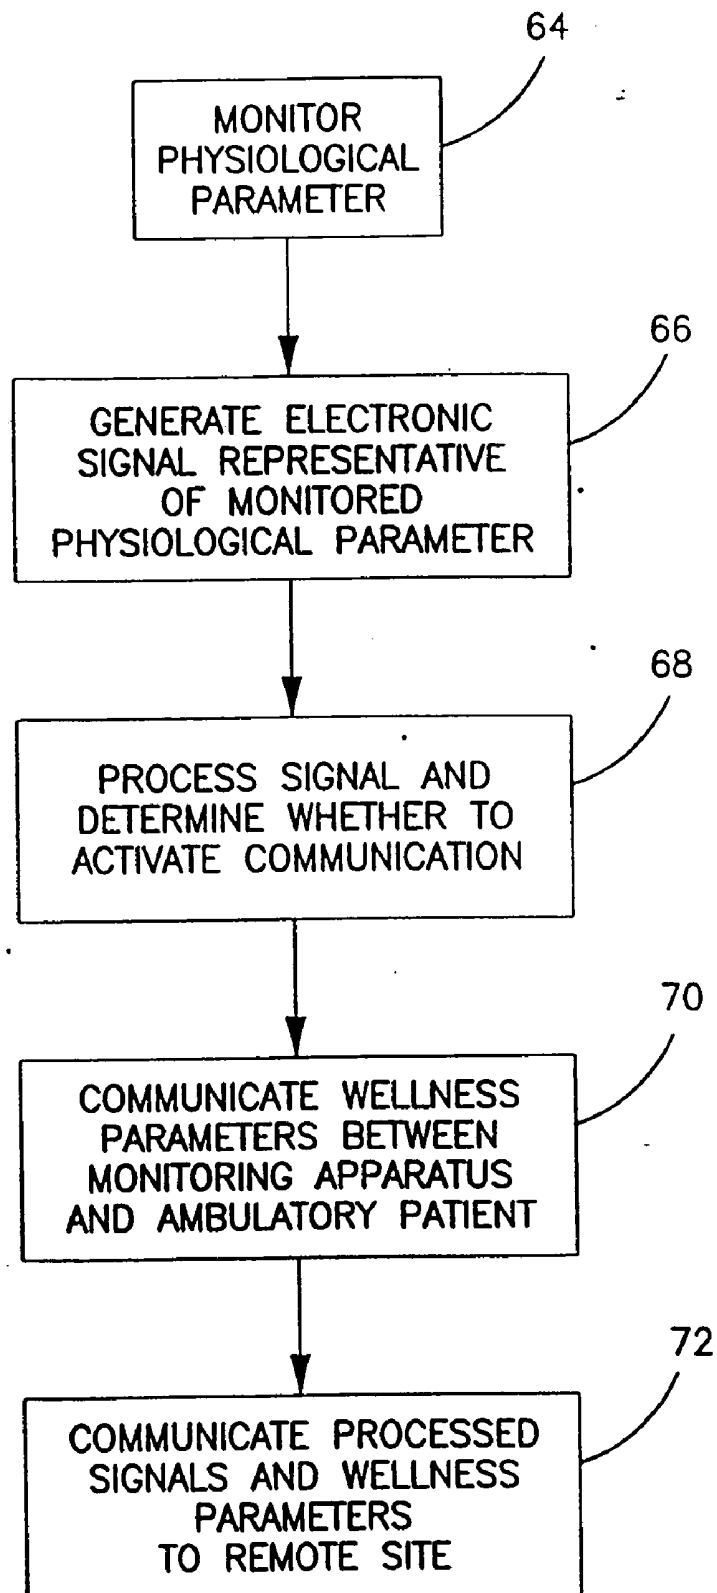 64
MONITOR
PHYSIOLOGICAL
PARAMETER
66
GENERATE ELECTRONIC
SIGNAL REPRESENTATIVE
OF MONITORED
PHYSIOLOGICAL PARAMETER
68
PROCESS SIGNAL AND
DETERMINE WHETHER TO
ACTIVATE COMMUNICATION
70
COMMUNICATE WELLNESS
PARAMETERS BETWEEN
MONITORING APPARATUS
AND AMBULATORY PATIENT
72
COMMUNICATE PROCESSED
SIGNALS AND WELLNESS
PARAMETERS
TO REMOTE SITE